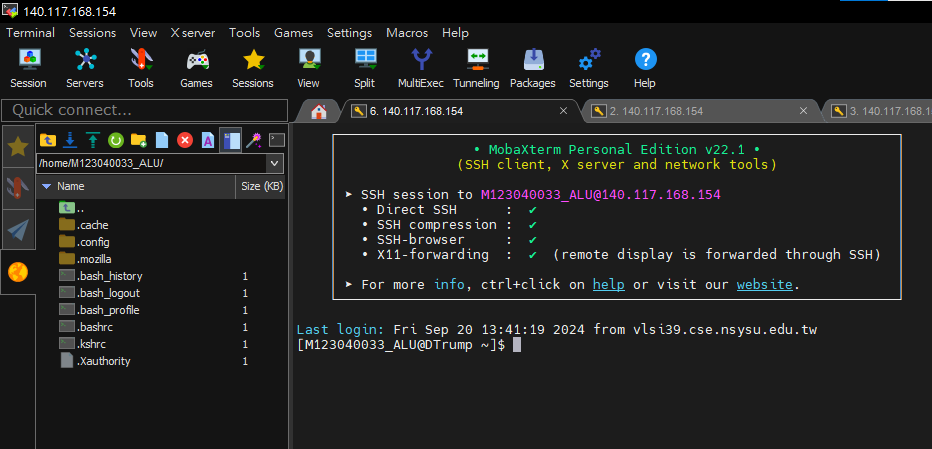 140.117.168.154
Terminal Sessions View X server Tools Games Settings Macros Help
Session Servers Tools Games Sessions View Split MultiExec Tunneling Packages Settings Help
Quick connect...
6. 140.117.168.154 2. 140.117.168.154 3. 140.117.168.1
/home/M123040033_ALU/
Name Size (KB)
..
.cache
.config
.mozilla
.bash_history 1
.bash_logout 1
.bash_profile 1
.bashrc 1
.kshrc 1
.Xauthority 1
• MobaXterm Personal Edition v22.1 •
(SSH client, X server and network tools)
➤ SSH session to M123040033_ALU@140.117.168.154
• Direct SSH : ✔
• SSH compression : ✔
• SSH-browser : ✔
• X11-forwarding : ✔ (remote display is forwarded through SSH)
➤ For more info, ctrl+click on help or visit our website.
Last login: Fri Sep 20 13:41:19 2024 from vlsi39.cse.nsysu.edu.tw
[M123040033_ALU@DTrump ~]$